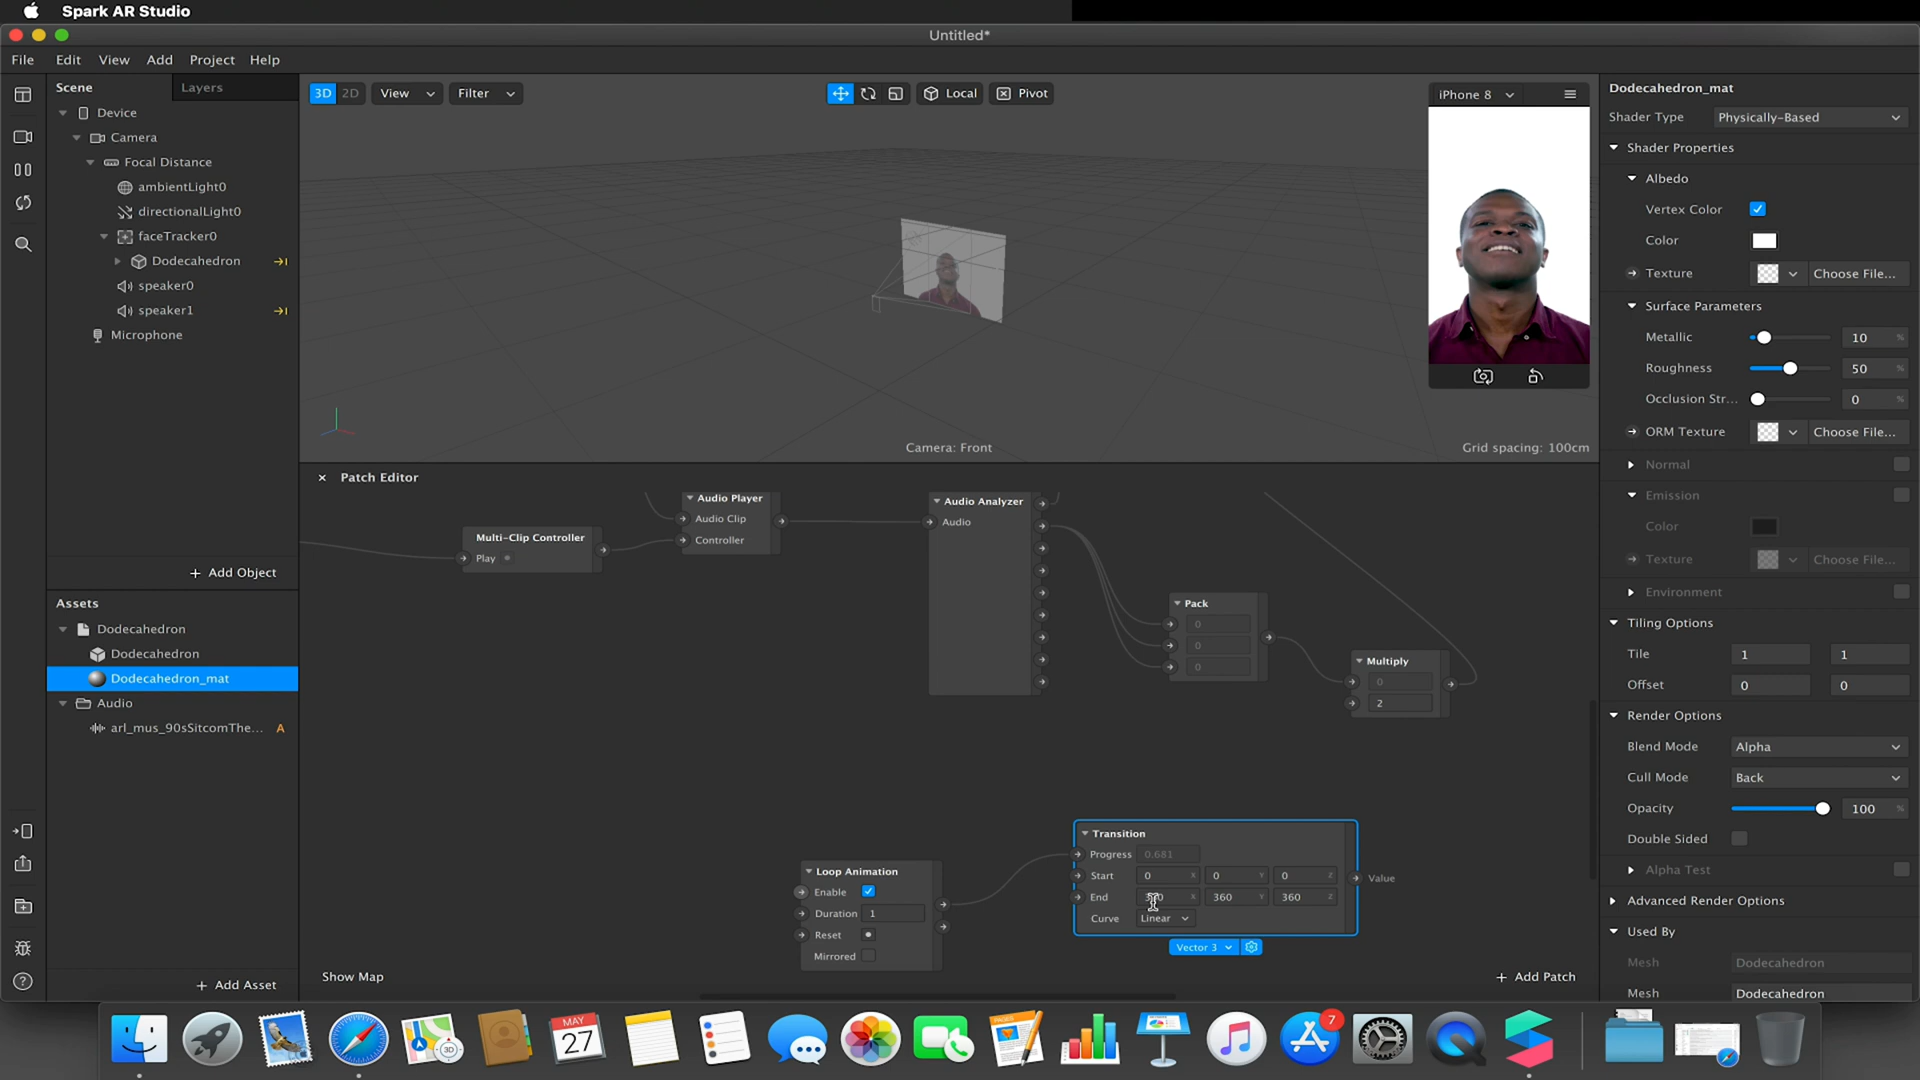 Spark AR Studio
Untitled*
File Edit View Add Project Help
Scene Layers
Device
Camera
Focal Distance
ambientLight0
directionalLight0
faceTracker0
Dodecahedron
speaker0
speaker1
Microphone
+ Add Object
Assets
Dodecahedron
Dodecahedron
Dodecahedron_mat
Audio
arl_mus_90sSitcomThe... A
+ Add Asset
3D 2D View Filter Local Pivot
iPhone 8
Camera: Front
Grid spacing: 100cm
Patch Editor
Multi-Clip Controller
Play
Audio Player
Audio Clip
Controller
Audio Analyzer
Audio
Pack
0
0
0
Multiply
0
2
Loop Animation
Enable
Duration 1
Reset
Mirrored
Transition
Progress 0.681
Start 0 X 0 Y 0 Z
End X 360 Y 360 Z
Curve Linear
Value
Vector 3
Show Map
+ Add Patch
Dodecahedron_mat
Shader Type Physically-Based
Shader Properties
Albedo
Vertex Color
Color
Texture Choose File...
Surface Parameters
Metallic 10 %
Roughness 50 %
Occlusion Str... 0 %
ORM Texture Choose File...
Normal
Emission
Color
Texture Choose File...
Environment
Tiling Options
Tile 1 1
Offset 0 0
Render Options
Blend Mode Alpha
Cull Mode Back
Opacity 100 %
Double Sided
Alpha Test
Advanced Render Options
Used By
Mesh Dodecahedron
Mesh Dodecahedron
3D
MAY
27
7